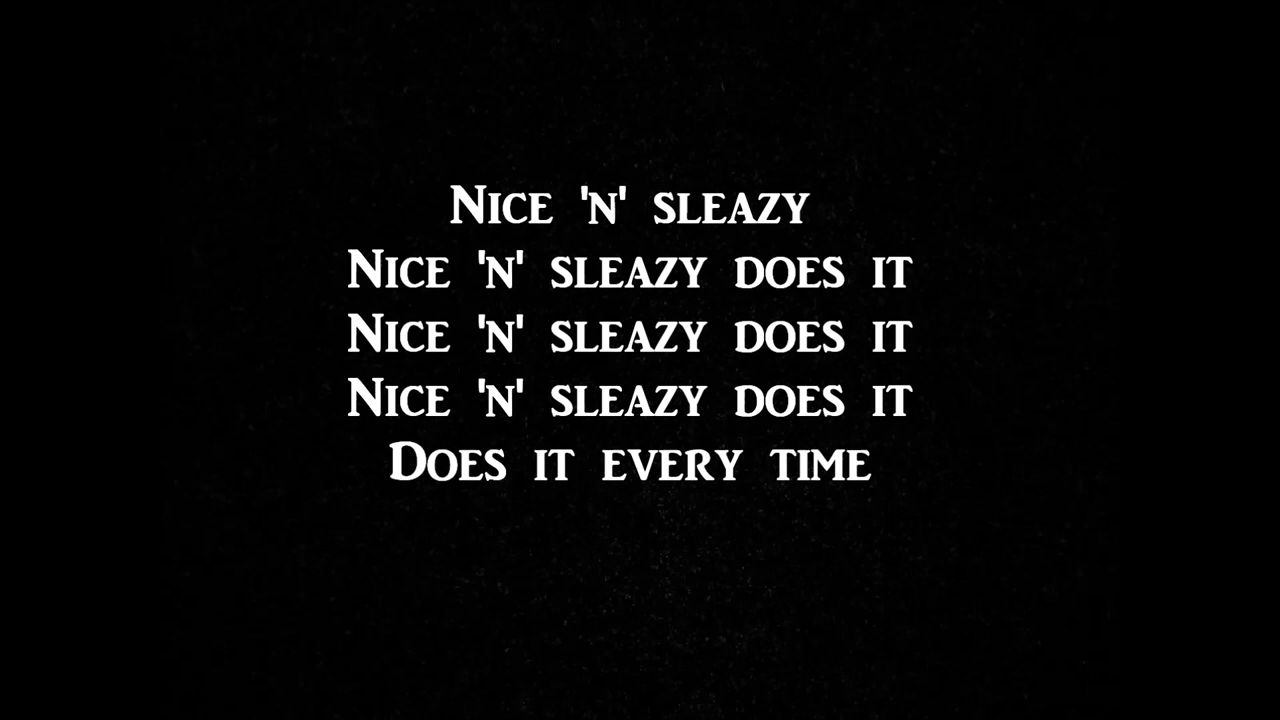 Nice 'n' sleazy
Nice 'n' sleazy does it
Nice 'n' sleazy does it
Nice 'n' sleazy does it
Does it every time